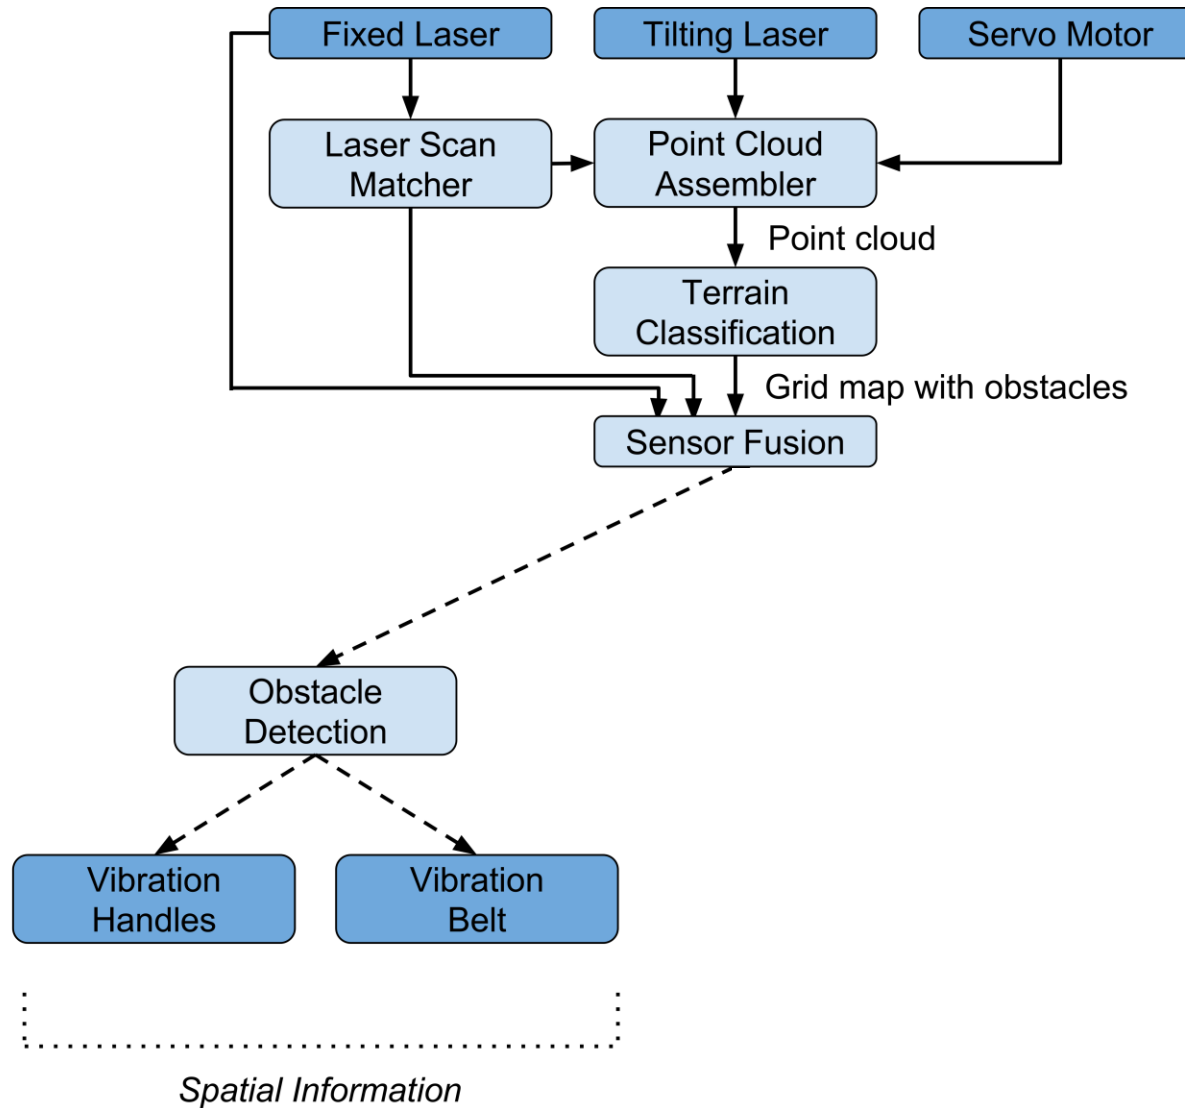 Fixed Laser
Tilting Laser
Servo Motor
Laser Scan
Matcher
Point Cloud
Assembler
Point cloud
Terrain
Classification
Grid map with obstacles
Sensor Fusion
Obstacle
Detection
Vibration
Handles
Vibration
Belt
Spatial Information